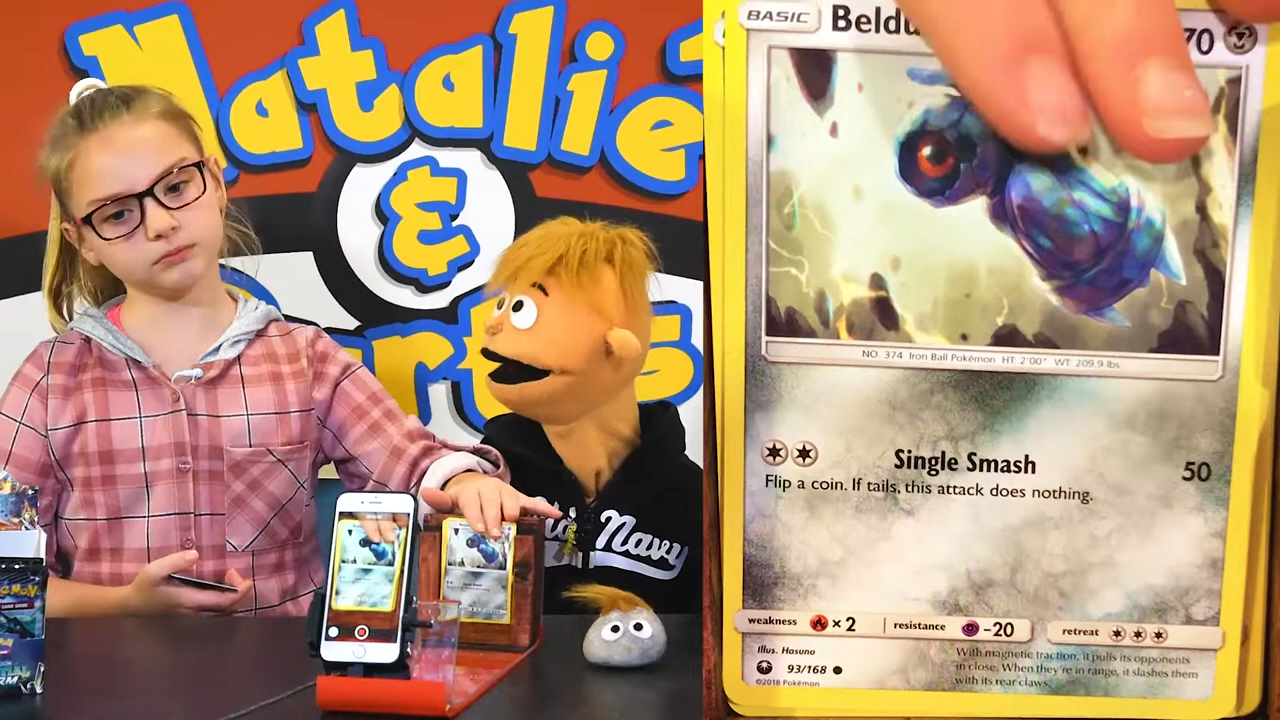 Natalie
&
BASIC Beldu
70
NO. 374 Iron Ball Pokémon HT: 2'00" WT: 209.9 lbs
Single Smash 50
Flip a coin. If tails, this attack does nothing.
weakness ×2 resistance -20 retreat
Illus. Hasuno
93/168
©2018 Pokémon
With magnetic traction, it pulls its opponents
in close. When they're in range, it slashes them
with its rear claws.
Navy